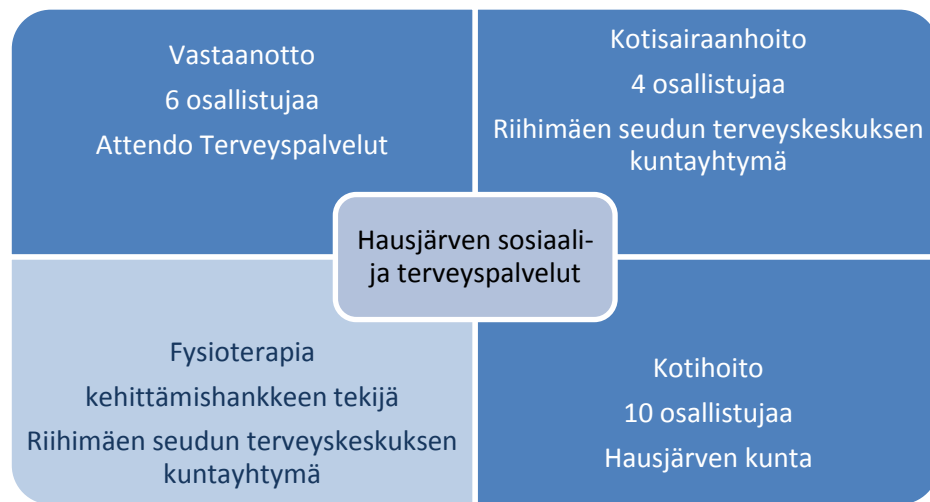 Vastaanotto
6 osallistujaa
Attendo Terveyspalvelut
Kotisairaanhoito
4 osallistujaa
Riihimäen seudun terveyskeskuksen
kuntayhtymä
Hausjärven sosiaali-
ja terveyspalvelut
Fysioterapia
kehittämishankkeen tekijä
Riihimäen seudun terveyskeskuksen
kuntayhtymä
Kotihoito
10 osallistujaa
Hausjärven kunta